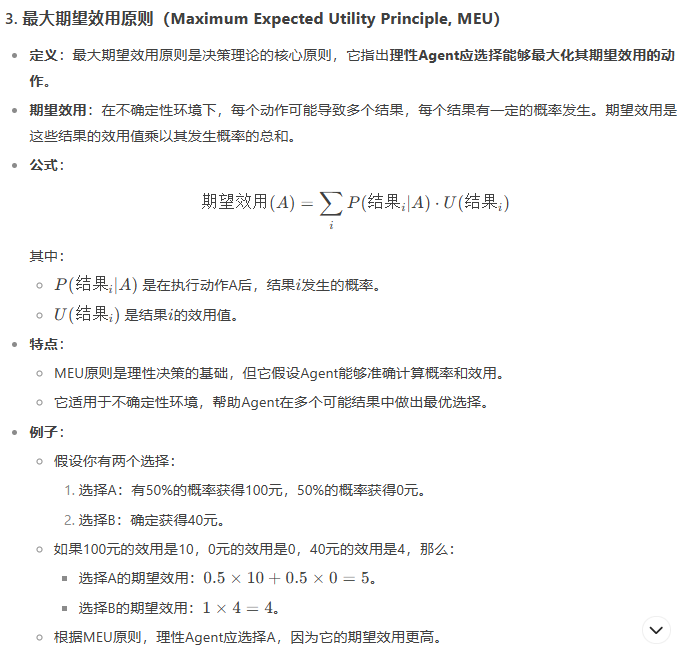 3. 最大期望效用原则（Maximum Expected Utility Principle, MEU）
定义：最大期望效用原则是决策理论的核心原则，它指出理性Agent应选择能够最大化其期望效用的动
作。
期望效用：在不确定性环境下，每个动作可能导致多个结果，每个结果有一定的概率发生。期望效用是
这些结果的效用值乘以其发生概率的总和。
公式：
期望效用(A) = ∑_i P(结果_i|A) · U(结果_i)
其中：
P(结果_i|A) 是在执行动作A后，结果i发生的概率。
U(结果_i) 是结果i的效用值。
特点：
MEU原则是理性决策的基础，但它假设Agent能够准确计算概率和效用。
它适用于不确定性环境，帮助Agent在多个可能结果中做出最优选择。
例子：
假设你有两个选择：
1. 选择A：有50%的概率获得100元，50%的概率获得0元。
2. 选择B：确定获得40元。
如果100元的效用是10，0元的效用是0，40元的效用是4，那么：
选择A的期望效用：0.5 × 10 + 0.5 × 0 = 5。
选择B的期望效用：1 × 4 = 4。
根据MEU原则，理性Agent应选择A，因为它的期望效用更高。